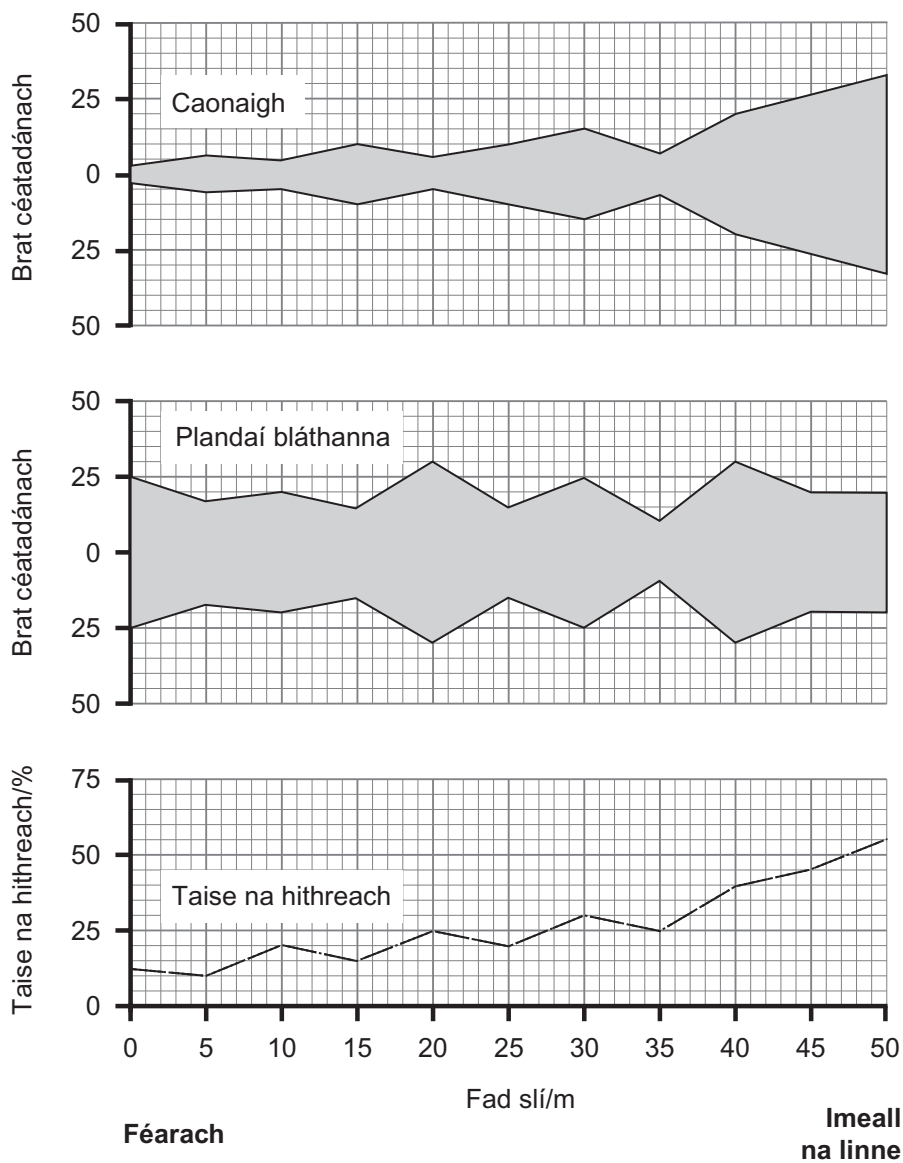 50
25
0
25
50
Brat céatadánach
Caonaigh
50
25
0
25
50
Brat céatadánach
Plandaí bláthanna
75
50
25
0
Taise na hithreach/%
Taise na hithreach
0 5 10 15 20 25 30 35 40 45 50
Fad slí/m
Féarach
Imeall
na linne